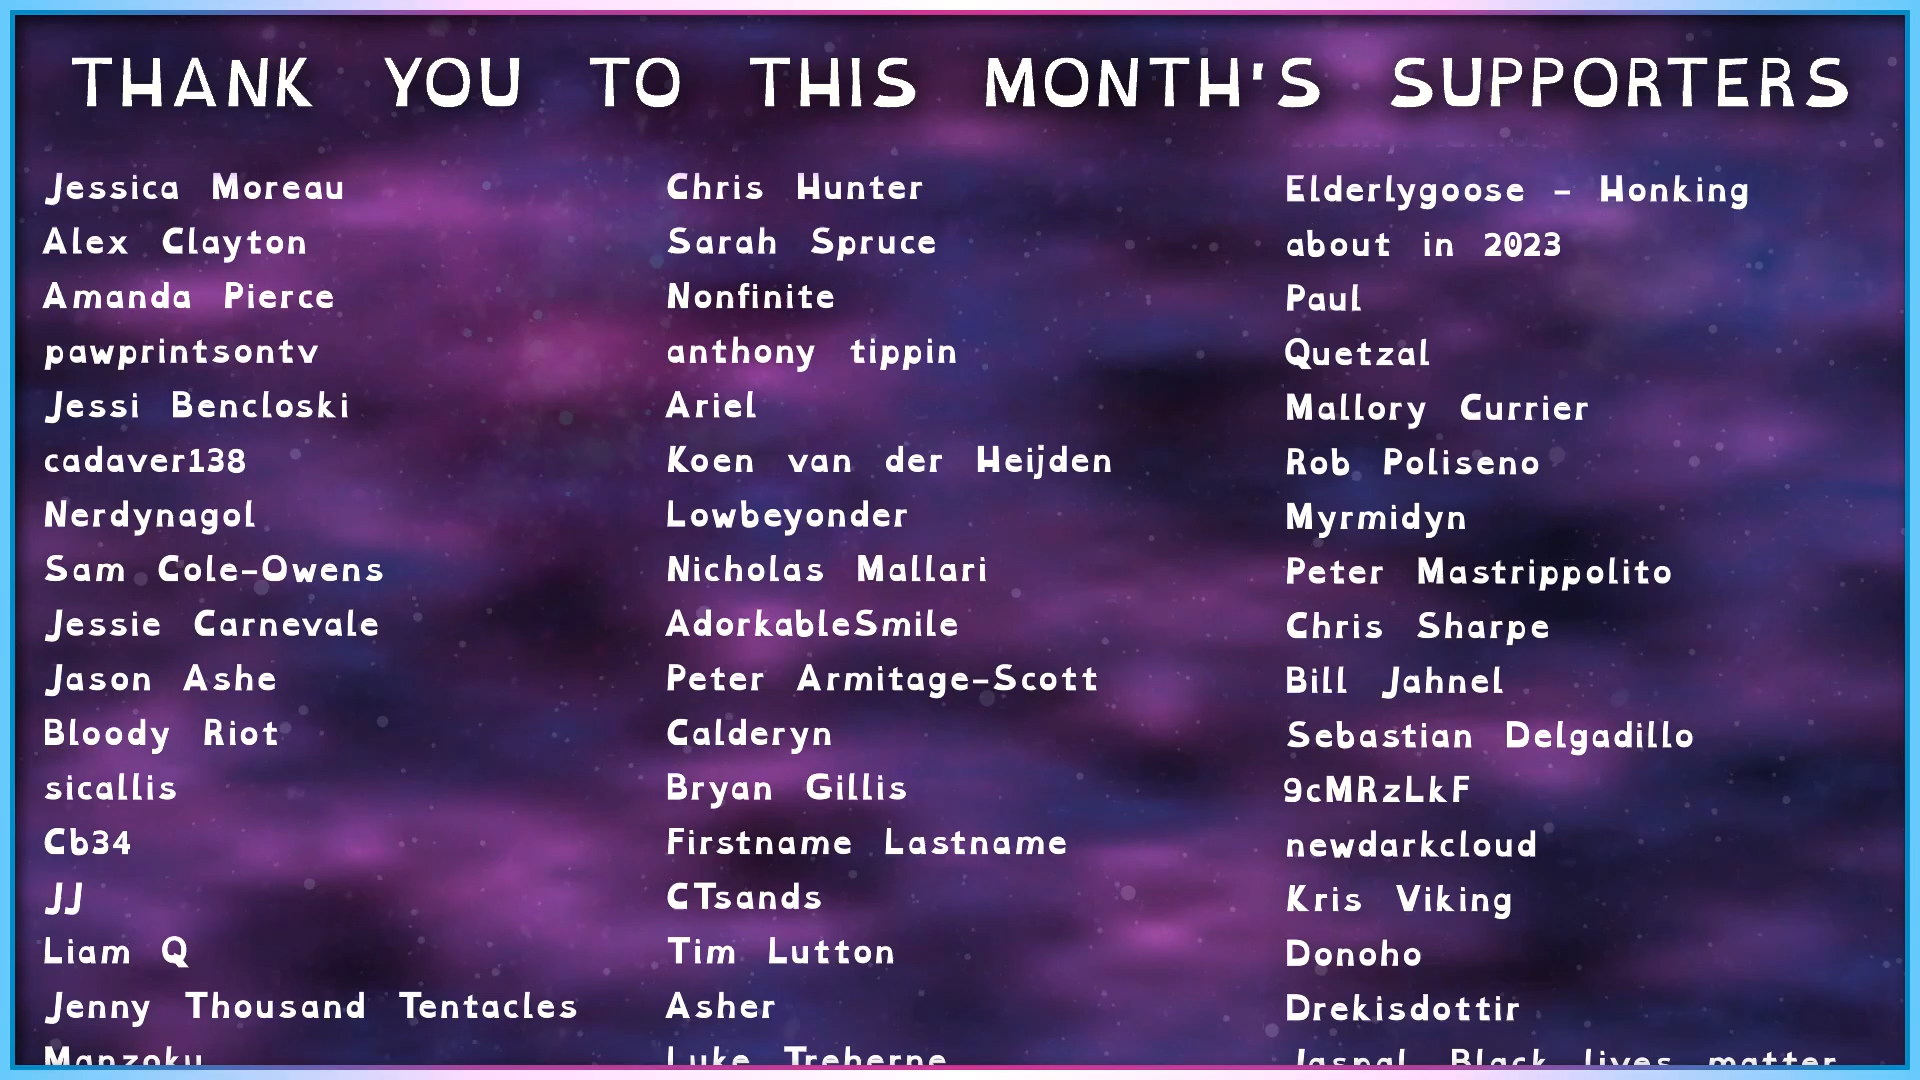 THANK YOU TO THIS MONTH'S SUPPORTERS
Jessica Moreau
Alex Clayton
Amanda Pierce
pawprintsontv
Jessi Bencloski
cadaver138
Nerdynagol
Sam Cole-Owens
Jessie Carnevale
Jason Ashe
Bloody Riot
sicallis
Cb34
JJ
Liam Q
Jenny Thousand Tentacles
Manzoku
Chris Hunter
Sarah Spruce
Nonfinite
anthony tippin
Ariel
Koen van der Heijden
Lowbeyonder
Nicholas Mallari
AdorkableSmile
Peter Armitage-Scott
Calderyn
Bryan Gillis
Firstname Lastname
CTsands
Tim Lutton
Asher
Luke Treherne
Elderlygoose - Honking
about in 2023
Paul
Quetzal
Mallory Currier
Rob Poliseno
Myrmidyn
Peter Mastrippolito
Chris Sharpe
Bill Jahnel
Sebastian Delgadillo
9cMRzLkF
newdarkcloud
Kris Viking
Donoho
Drekisdottir
Jaspal Black lives matter